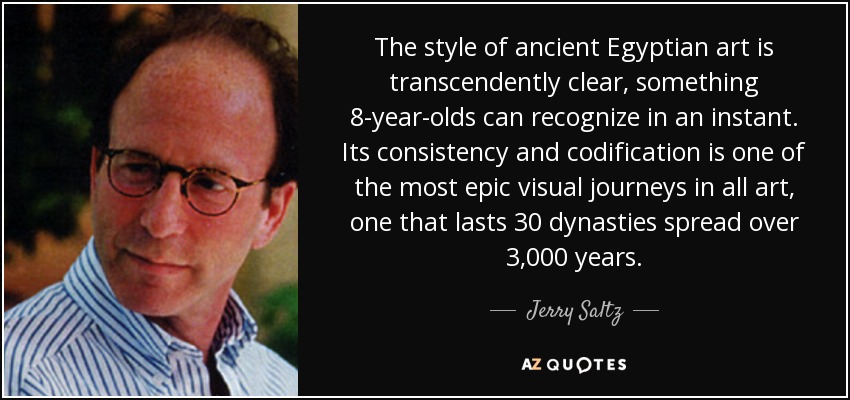 The style of ancient Egyptian art is
transcendently clear, something
8-year-olds can recognize in an instant.
Its consistency and codification is one of
the most epic visual journeys in all art,
one that lasts 30 dynasties spread over
3,000 years.
Jerry Saltz
AZ QUOTES